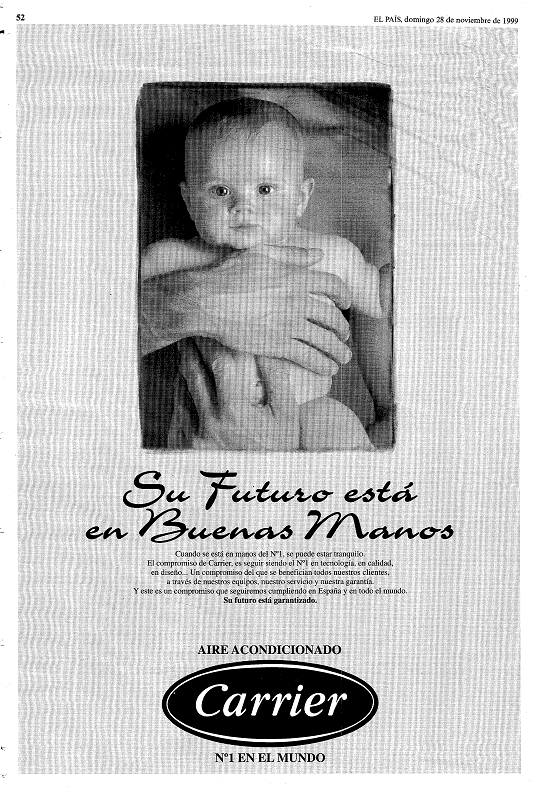 52
EL PAÍS, domingo 28 de noviembre de 1999
Su Futuro está
en Buenas Manos
Cuando se está en manos del Nº1, se puede estar tranquilo.
El compromiso de Carrier, es seguir siendo el Nº1 en tecnología, en calidad,
en diseño... Un compromiso del que se benefician todos nuestros clientes,
a través de nuestros equipos, nuestro servicio y nuestra garantía.
Y este es un compromiso que seguiremos cumpliendo en España y en todo el mundo.
Su futuro está garantizado.
AIRE ACONDICIONADO
Carrier
Nº1 EN EL MUNDO